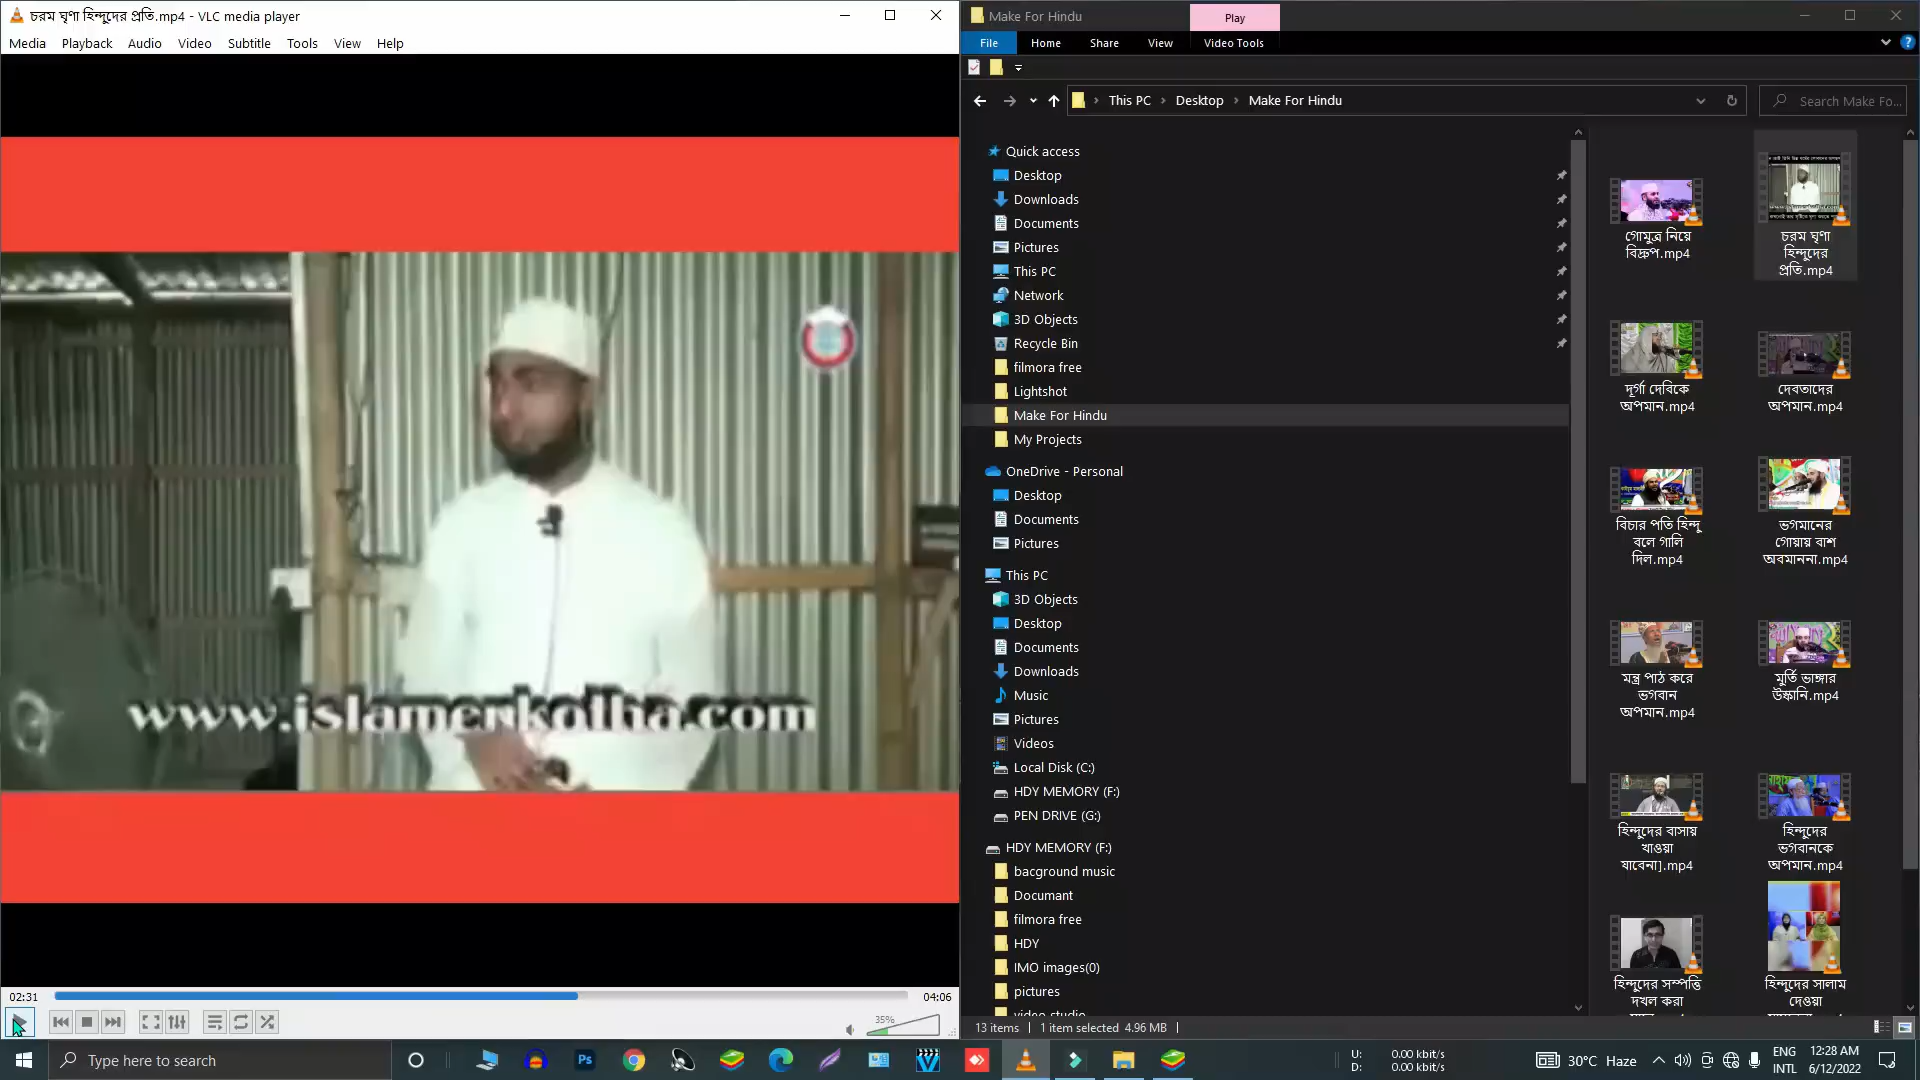 চরম ঘৃণা হিন্দুদের প্রতি.mp4 - VLC media player
Media Playback Audio Video Subtitle Tools View Help
www.islamerkotha.com
02:31
04:06
35%
Make For Hindu
Play
File Home Share View Video Tools
This PC > Desktop > Make For Hindu
Search Make Fo...
Quick access
Desktop
Downloads
Documents
Pictures
This PC
Network
3D Objects
Recycle Bin
filmora free
Lightshot
Make For Hindu
My Projects
OneDrive - Personal
Desktop
Documents
Pictures
This PC
3D Objects
Desktop
Documents
Downloads
Music
Pictures
Videos
Local Disk (C:)
HDY MEMORY (F:)
PEN DRIVE (G:)
HDY MEMORY (F:)
bacground music
Documant
filmora free
HDY
IMO images(0)
pictures
video studio
গোমুত্র নিয়ে
বিদ্রুপ.mp4
চরম ঘৃণা
হিন্দুদের
প্রতি.mp4
দূর্গা দেবিকে
অপমান.mp4
দেবতাদের
অপমান.mp4
বিচার পতি হিন্দু
বলে গালি
দিল.mp4
ভগমানের
গোয়ায় বাশ
অবমাননা.mp4
মন্ত্র পাঠ করে
ভগবান
অপমান.mp4
মুর্তি ভাঙ্গার
উস্কানি.mp4
হিন্দুদের বাসায়
খাওয়া
যাবেনা].mp4
হিন্দুদের
ভগবানকে
অপমান.mp4
হিন্দুদের সম্পত্তি
দখল করা
হিন্দুদের সালাম
দেওয়া
13 items 1 item selected 4.96 MB
Type here to search
U: 0.00 kbit/s
D: 0.00 kbit/s
30°C Haze
ENG
INTL
12:28 AM
6/12/2022